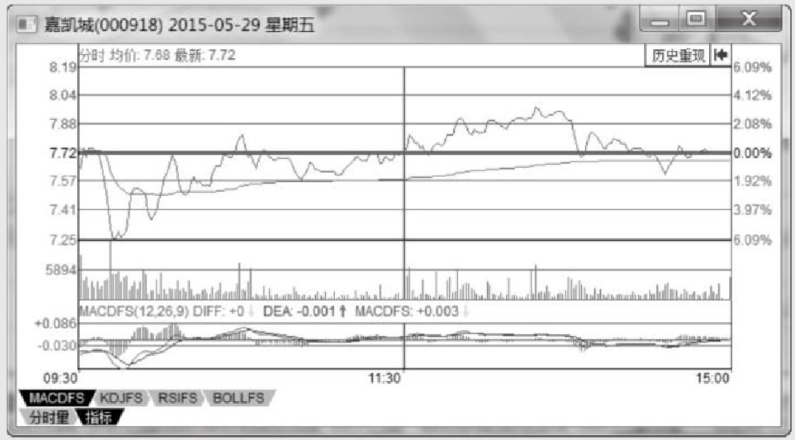 嘉凯城(000918) 2015-05-29 星期五
分时 均价: 7.68 最新: 7.72
历史重现
8.19 6.09%
8.04 4.12%
7.88 2.08%
7.72 0.00%
7.57 1.92%
7.41 3.97%
7.25 6.09%
5894
MACDFS(12,26,9) DIFF: +0↓ DEA: -0.001↑ MACDFS: +0.003↓
+0.086
-0.030
09:30 11:30 15:00
MACDFS KDJFS RSIFS BOLLFS
分时量 指标